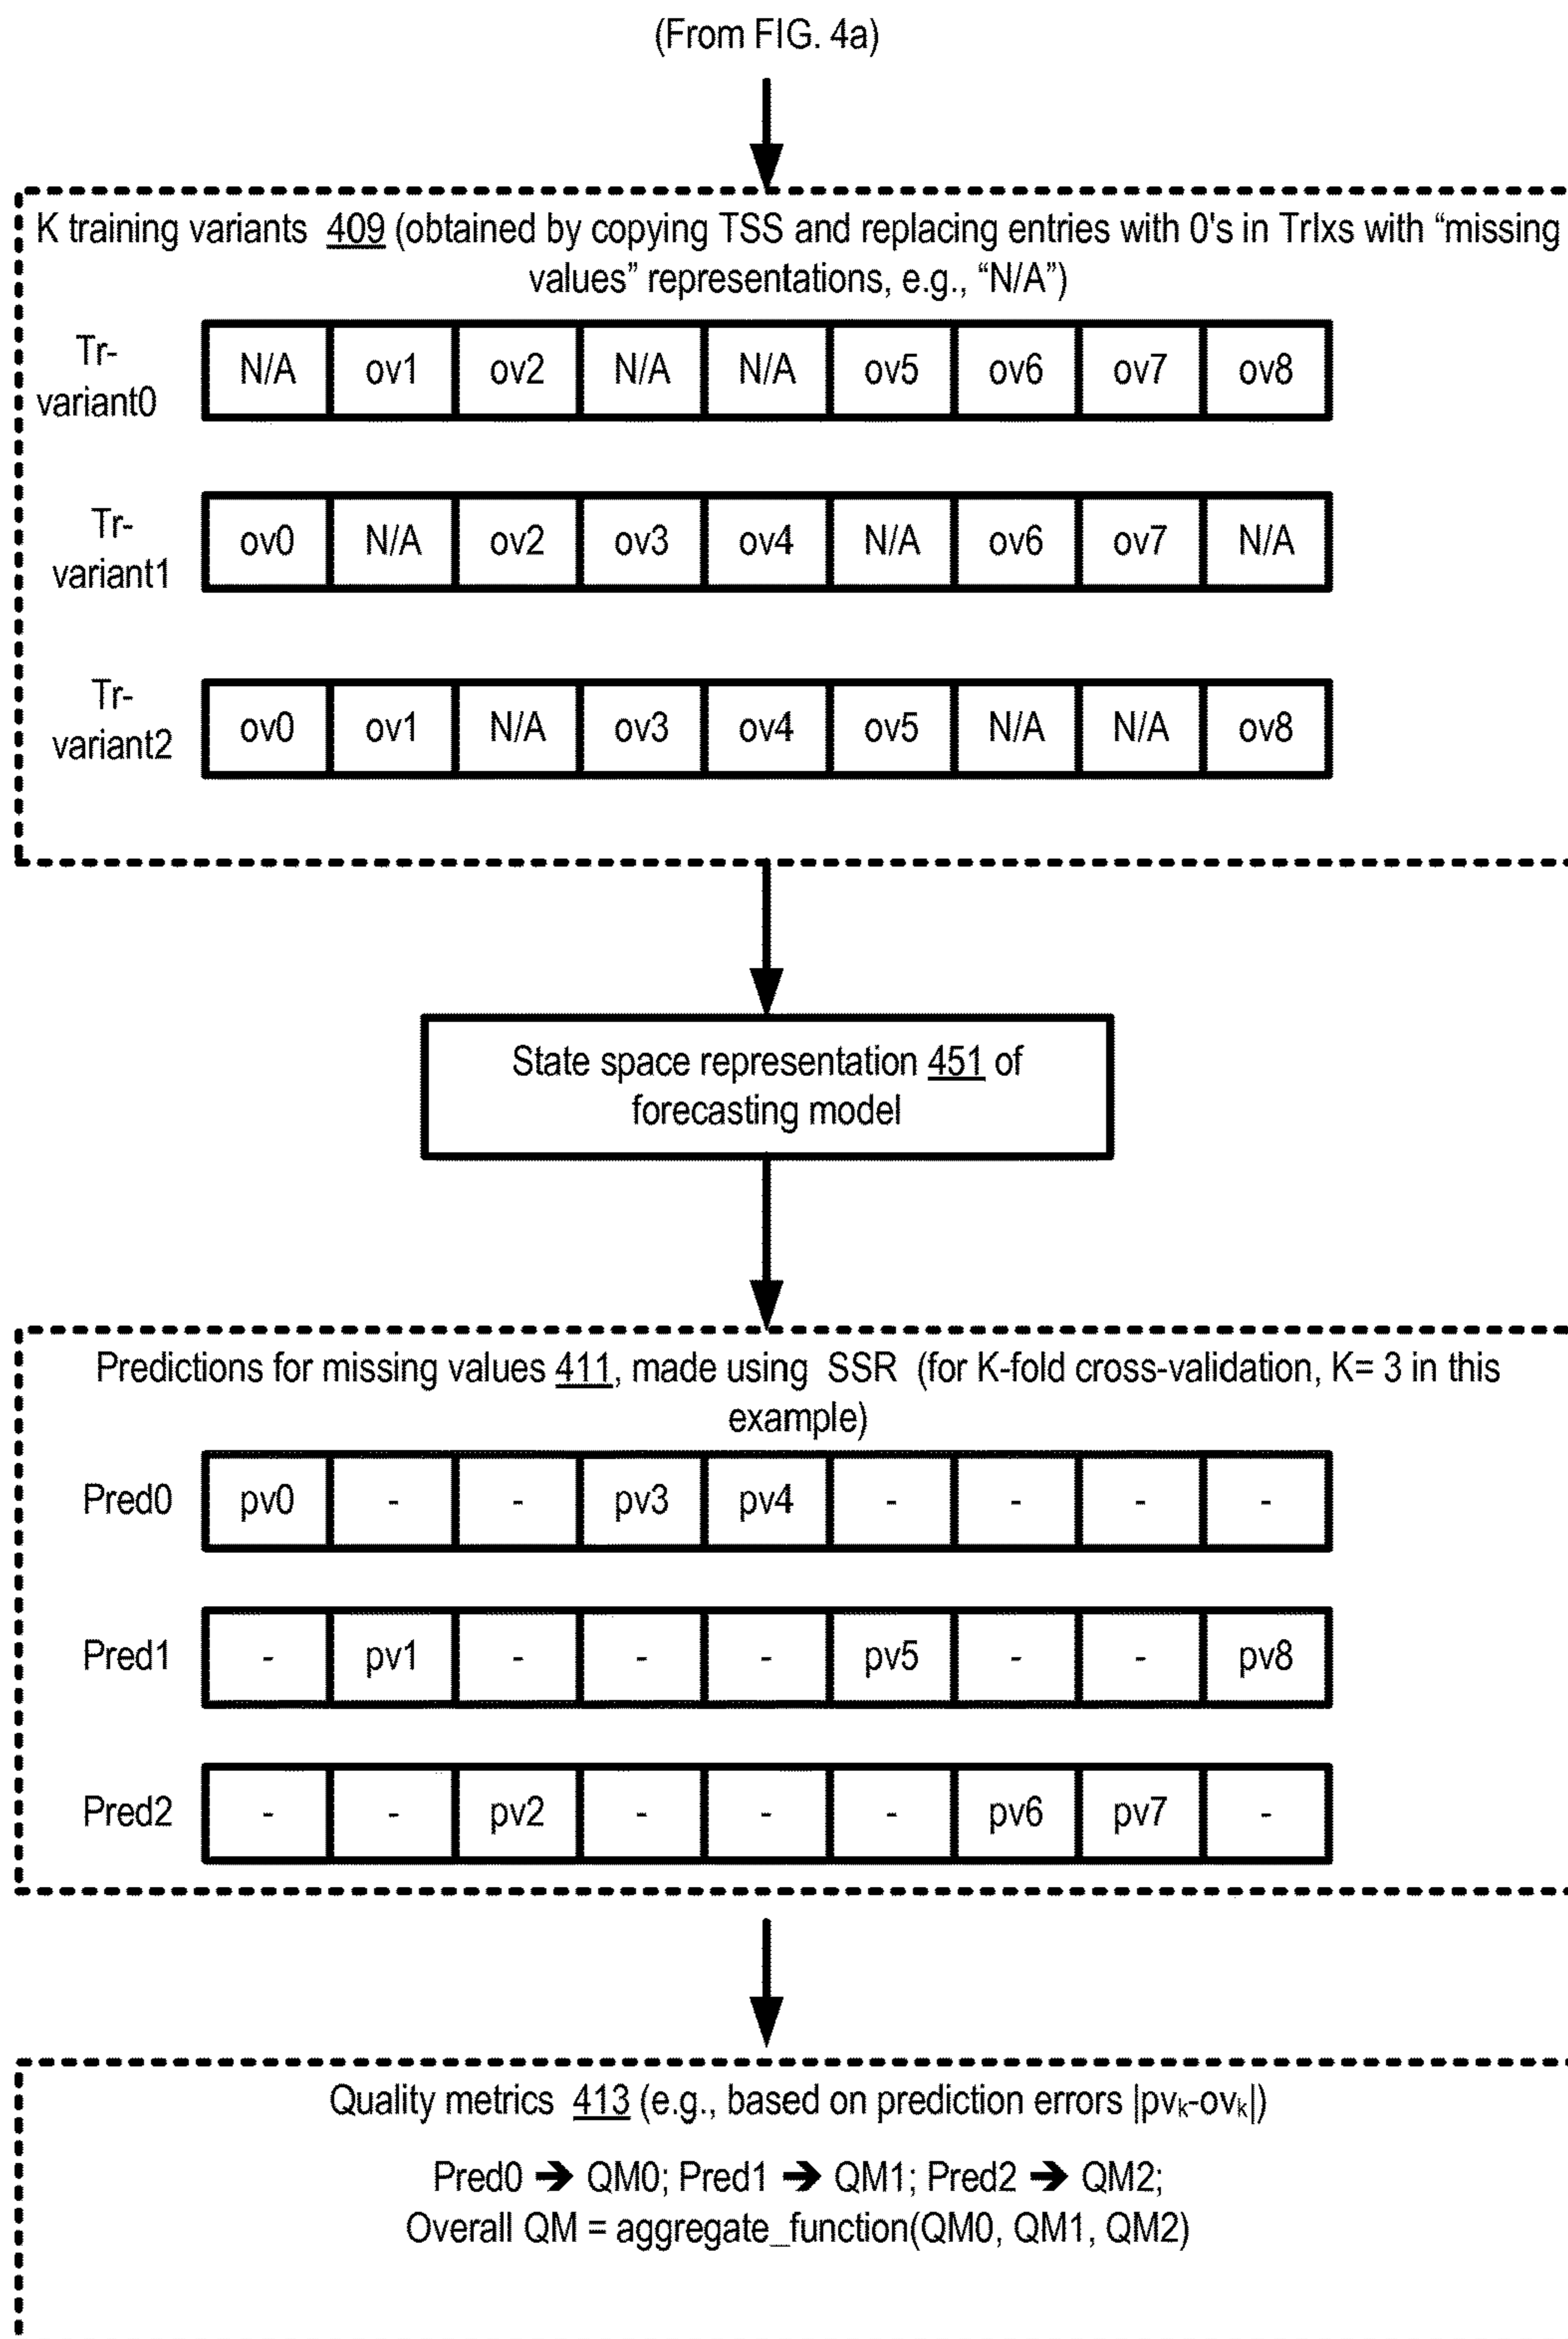 (From FIG. 4a)
K training variants 409 (obtained by copying TSS and replacing entries with 0's in TrIxs with “missing
values” representations, e.g., “N/A”)
Tr-
variant0
N/A ov1 ov2 N/A N/A ov5 ov6 ov7 ov8
Tr-
variant1
ov0 N/A ov2 ov3 ov4 N/A ov6 ov7 N/A
Tr-
variant2
ov0 ov1 N/A ov3 ov4 ov5 N/A N/A ov8
State space representation 451 of
forecasting model
Predictions for missing values 411, made using SSR (for K-fold cross-validation, K= 3 in this
example)
Pred0 pv0 - - pv3 pv4 - - - -
Pred1 - pv1 - - - pv5 - - pv8
Pred2 - - pv2 - - - pv6 pv7 -
Quality metrics 413 (e.g., based on prediction errors |pvk-ovk|)
Pred0 ➔ QM0; Pred1 ➔ QM1; Pred2 ➔ QM2;
Overall QM = aggregate_function(QM0, QM1, QM2)